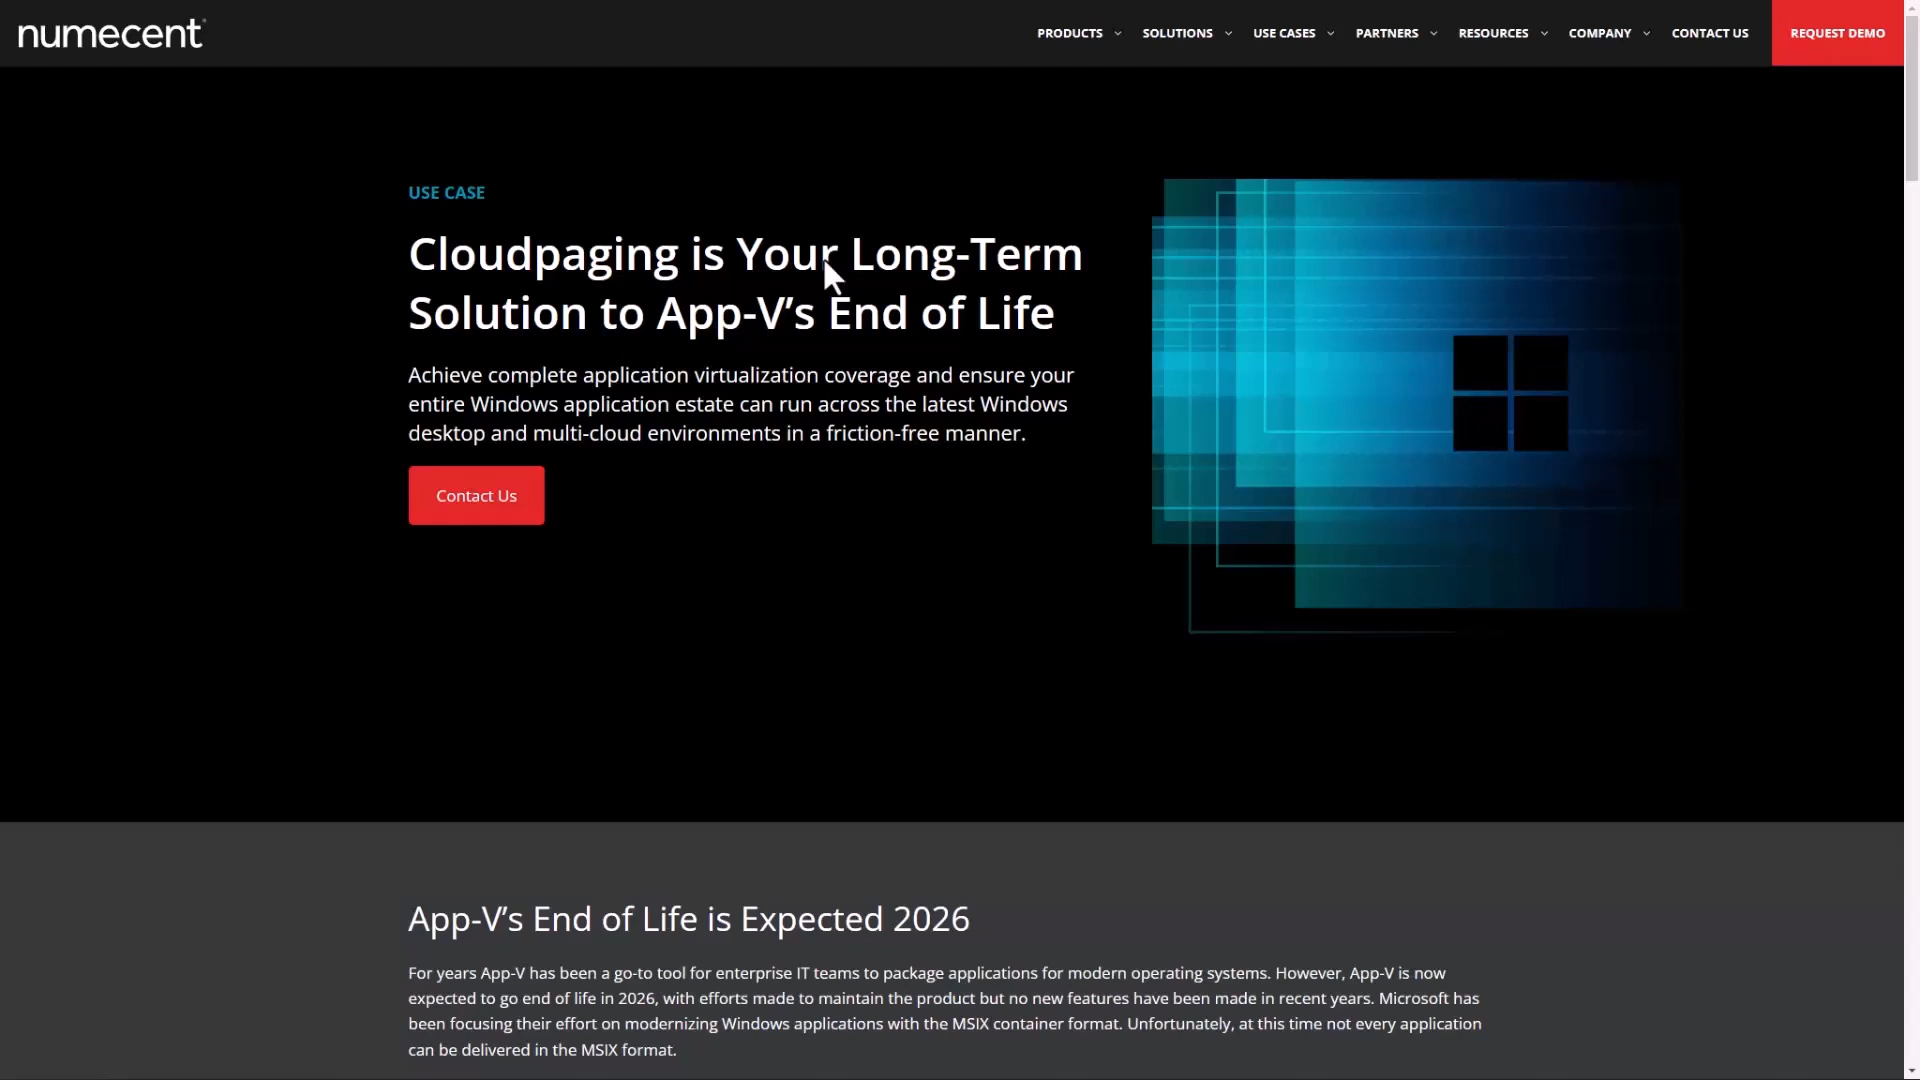 numecent
PRODUCTS SOLUTIONS USE CASES PARTNERS RESOURCES COMPANY CONTACT US REQUEST DEMO
USE CASE
Cloudpaging is Your Long-Term
Solution to App-V’s End of Life
Achieve complete application virtualization coverage and ensure your
entire Windows application estate can run across the latest Windows
desktop and multi-cloud environments in a friction-free manner.
Contact Us
App-V’s End of Life is Expected 2026
For years App-V has been a go-to tool for enterprise IT teams to package applications for modern operating systems. However, App-V is now
expected to go end of life in 2026, with efforts made to maintain the product but no new features have been made in recent years. Microsoft has
been focusing their effort on modernizing Windows applications with the MSIX container format. Unfortunately, at this time not every application
can be delivered in the MSIX format.